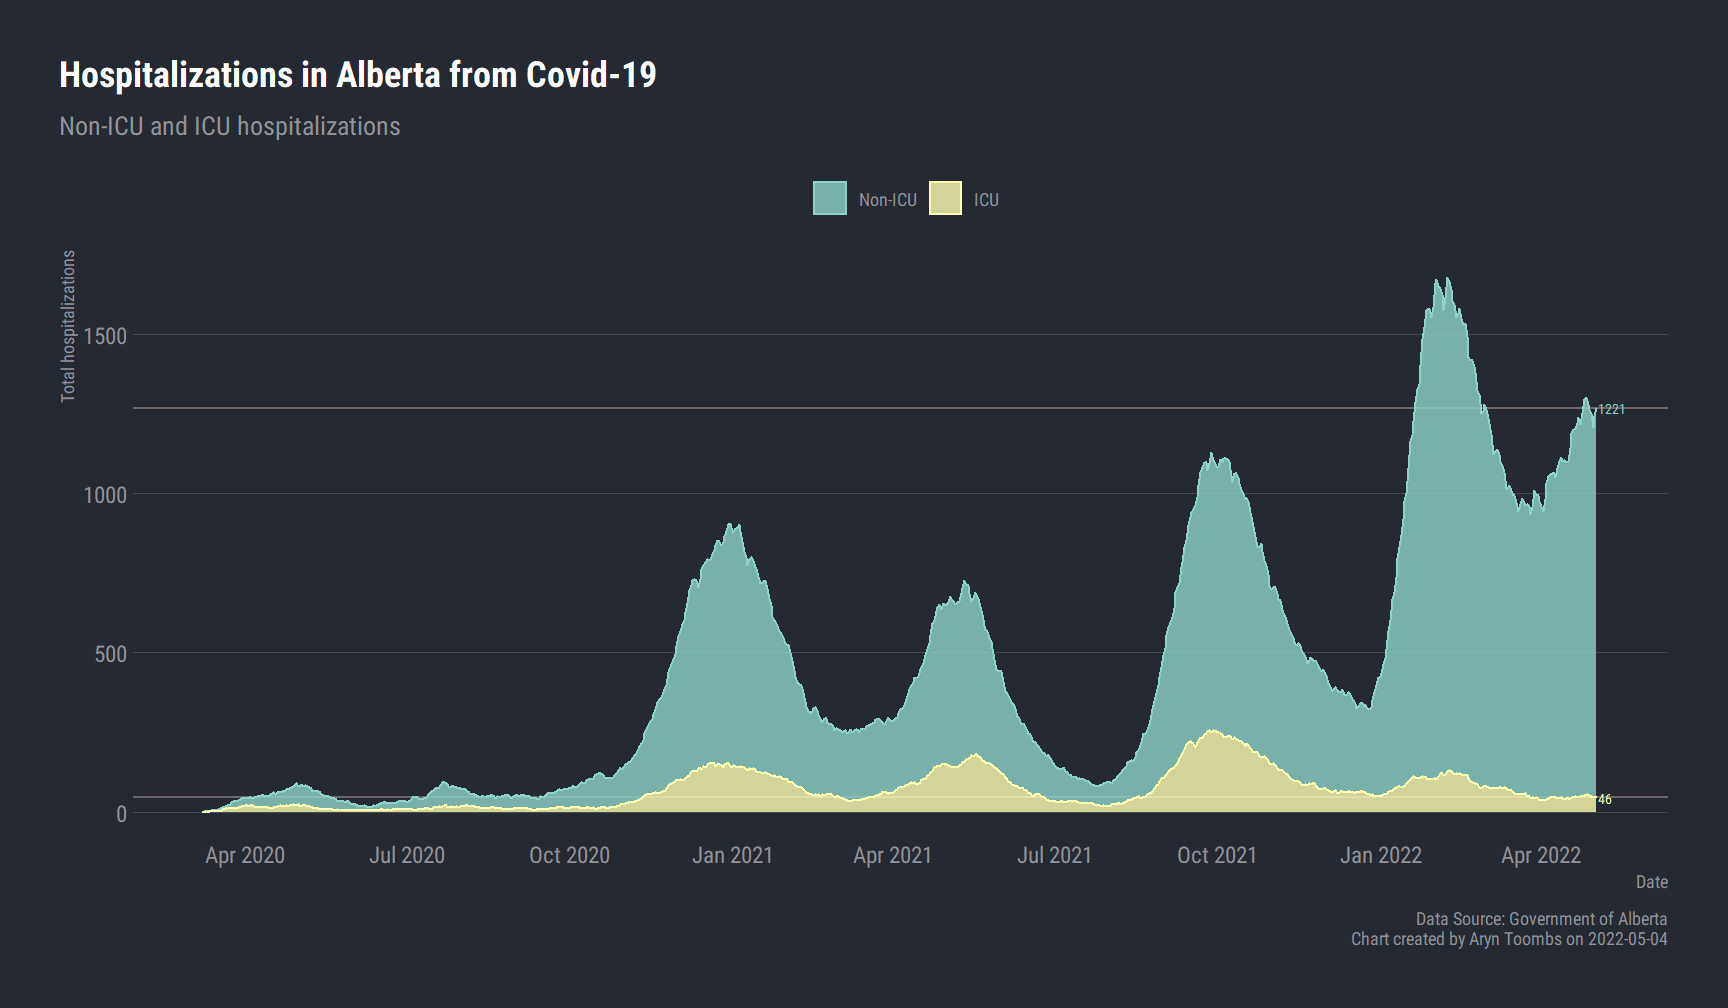 Hospitalizations in Alberta from Covid-19
Non-ICU and ICU hospitalizations
Non-ICU
ICU
Total hospitalizations
1500
1221
1000
500
46
0
Apr 2020
Jul 2020
Oct 2020
Jan 2021
Apr 2021
Jul 2021
Oct 2021
Jan 2022
Apr 2022
Date
Data Source: Government of Alberta
Chart created by Aryn Toombs on 2022-05-04